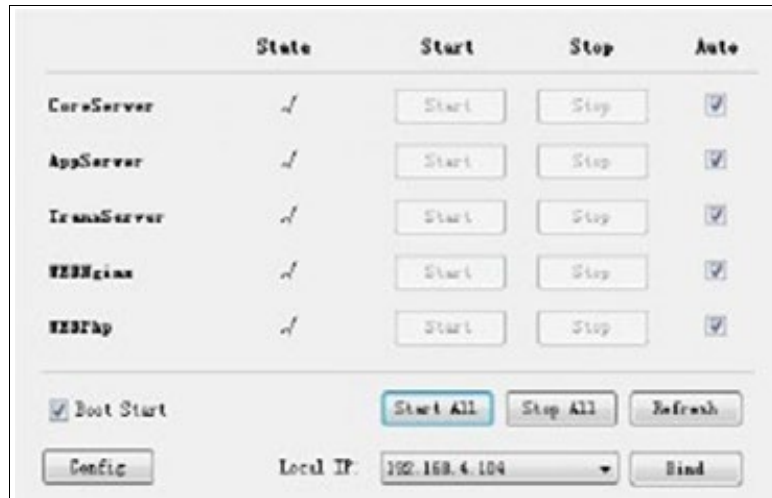 State Start Stop Auto
CoreServer Start Stop
AppServer Start Stop
TransServer Start Stop
WEBNginx Start Stop
WEBPhp Start Stop
Boot Start Start All Stop All Refresh
Config Local IP: 192.168.4.104 Bind